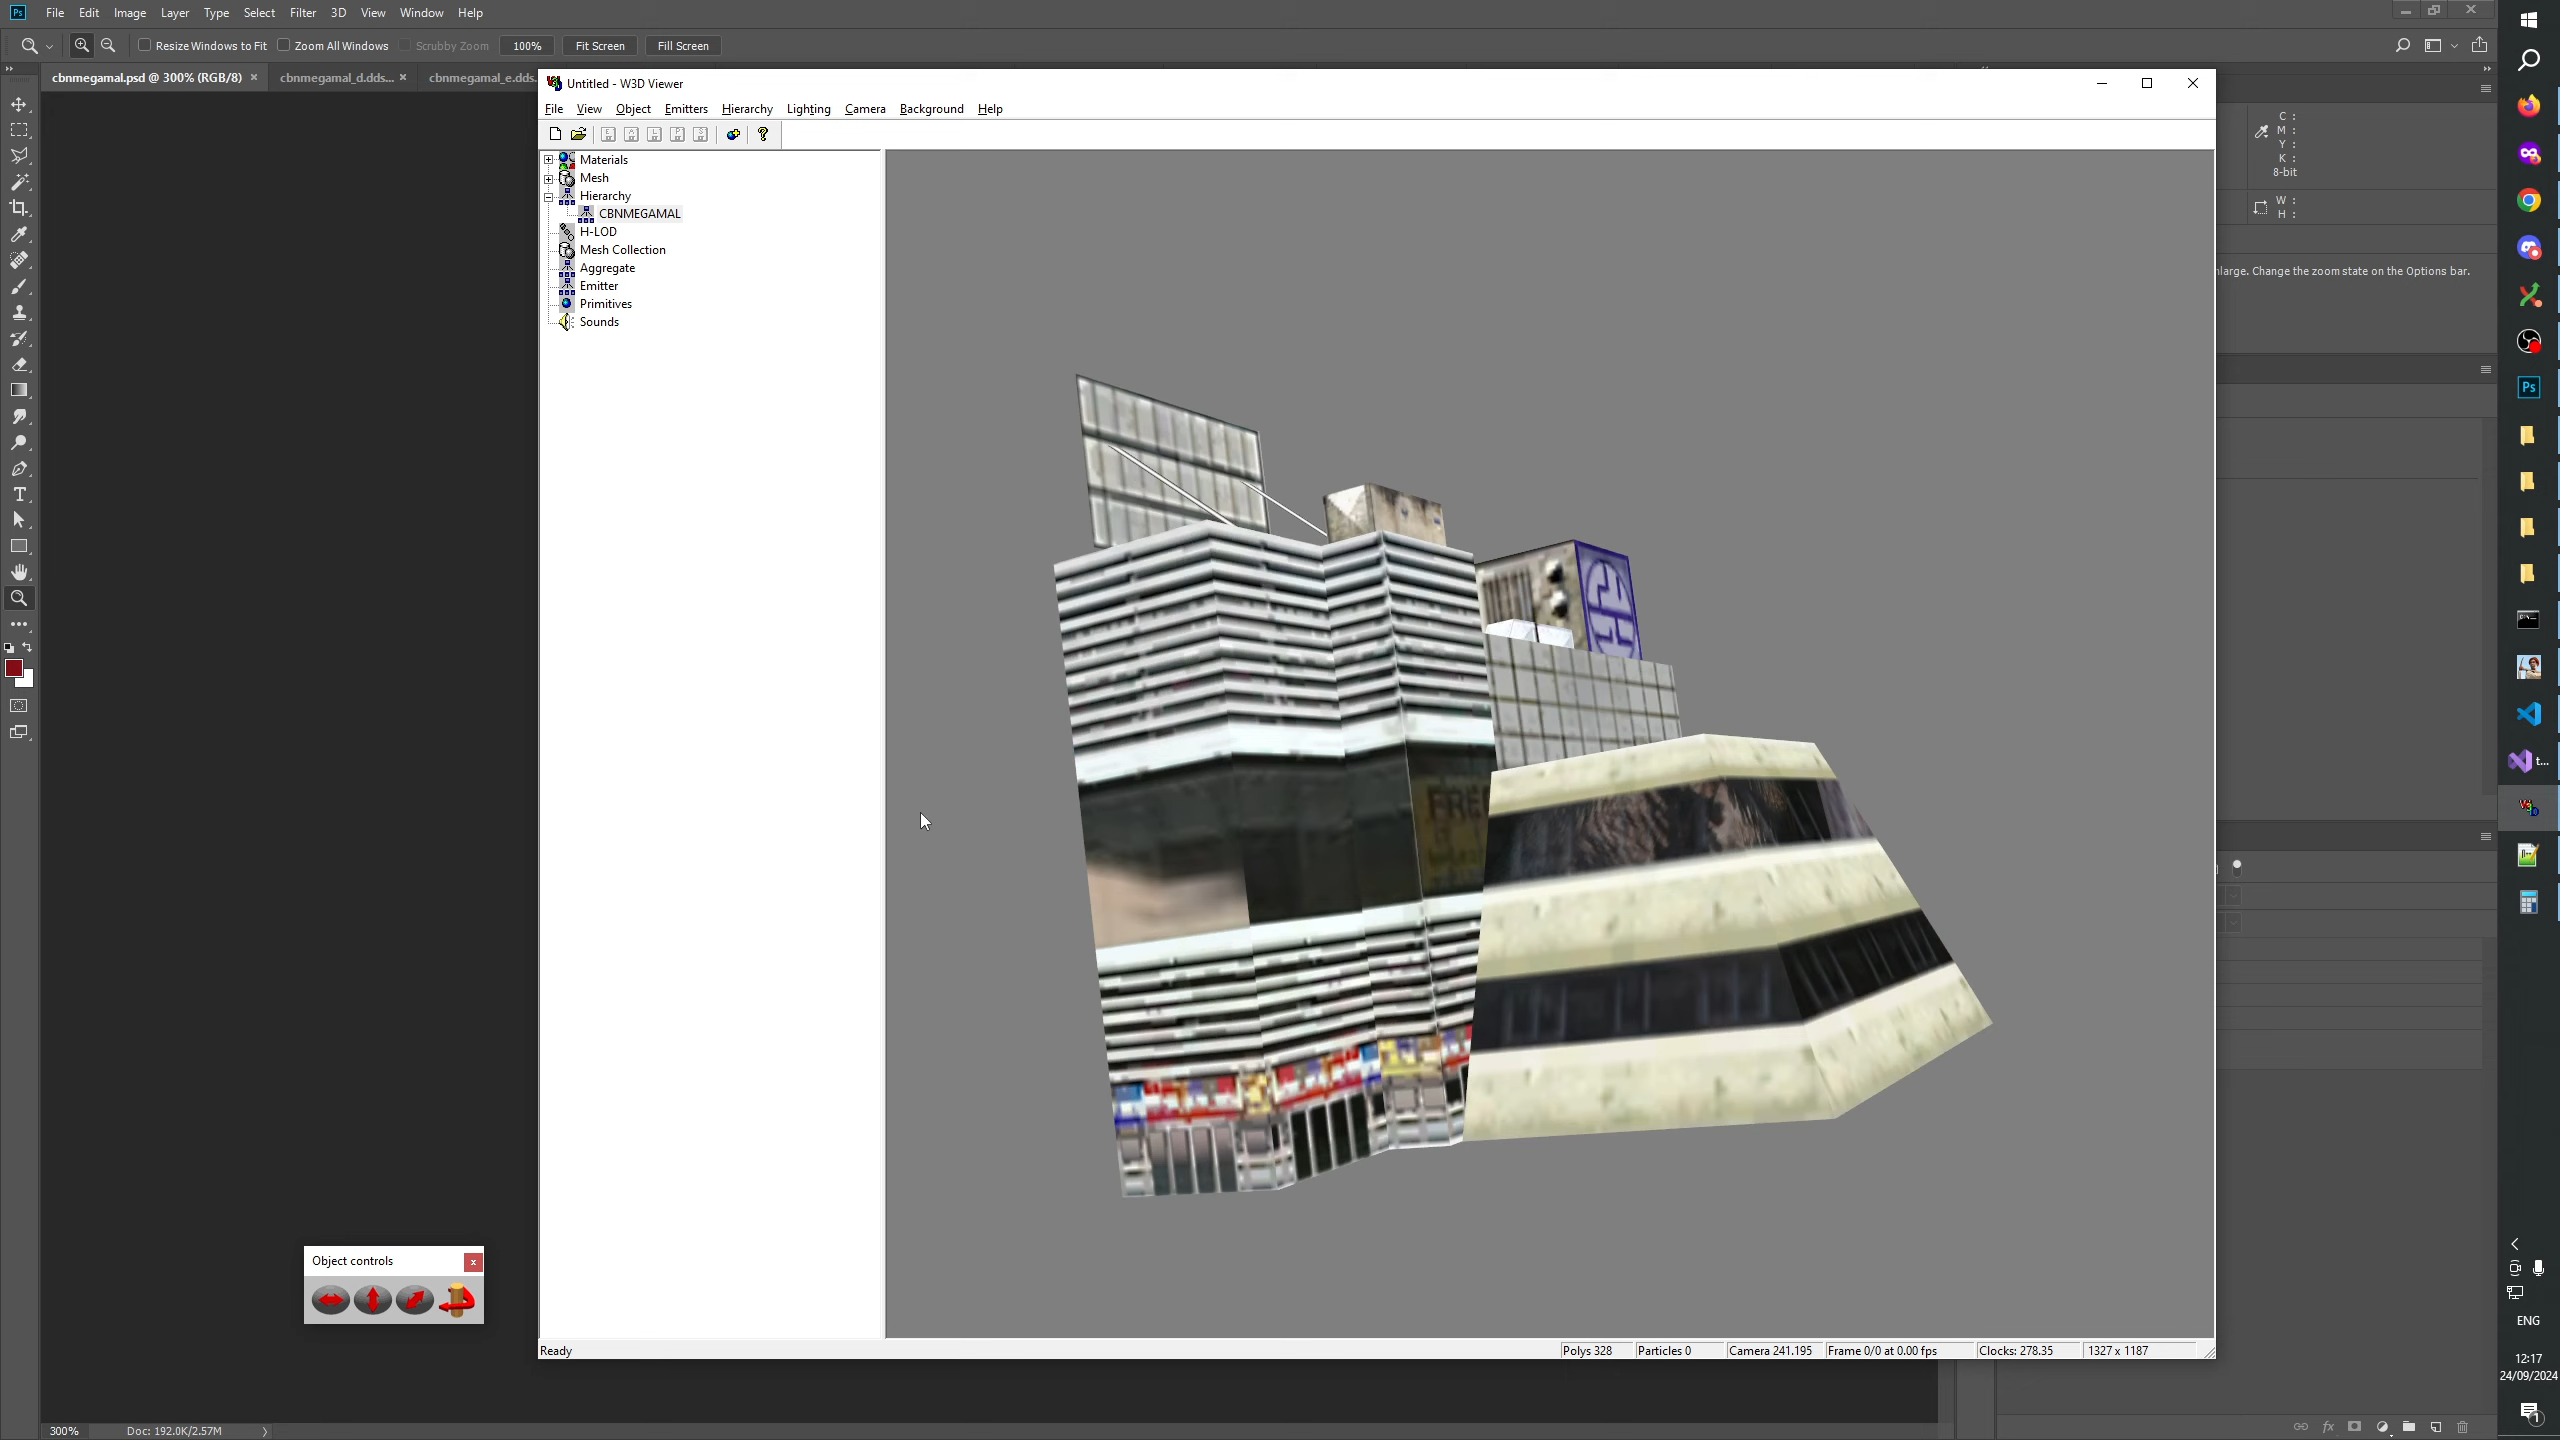 File Edit Image Layer Type Select Filter 3D View Window Help
Resize Windows to Fit Zoom All Windows Scrubby Zoom 100% Fit Screen Fill Screen
cbnmegamal.psd @ 300% (RGB/8) × cbnmegamal_d.dds... × cbnmegamal_e.dds.
Untitled - W3D Viewer
File View Object Emitters Hierarchy Lighting Camera Background Help
Materials
Mesh
Hierarchy
CBNMEGAMAL
H-LOD
Mesh Collection
Aggregate
Emitter
Primitives
Sounds
C :
M :
Y :
K :
8-bit
W :
H :
nlarge. Change the zoom state on the Options bar.
Object controls
Ready
Polys 328
Particles 0
Camera 241.195
Frame 0/0 at 0.00 fps
Clocks: 278.35
1327 x 1187
300% Doc: 192.0K/2.57M
Ps
t...
ENG
12:17
24/09/2024
1